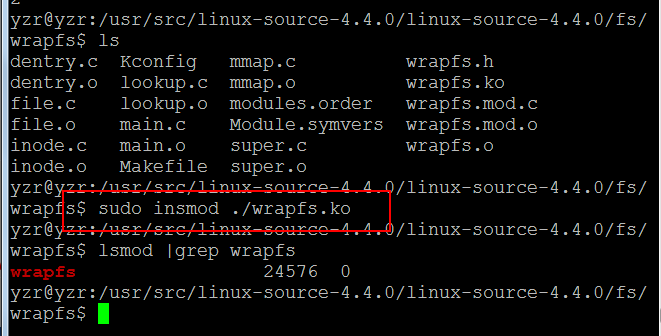 yzr@yzr:/usr/src/linux-source-4.4.0/linux-source-4.4.0/fs/
wrapfs$ ls
dentry.c Kconfig mmap.c wrapfs.h
dentry.o lookup.c mmap.o wrapfs.ko
file.c lookup.o modules.order wrapfs.mod.c
file.o main.c Module.symvers wrapfs.mod.o
inode.c main.o super.c wrapfs.o
inode.o Makefile super.o
yzr@yzr:/usr/src/linux-source-4.4.0/linux-source-4.4.0/fs/
wrapfs$ sudo insmod ./wrapfs.ko
yzr@yzr:/usr/src/linux-source-4.4.0/linux-source-4.4.0/fs/
wrapfs$ lsmod |grep wrapfs
wrapfs 24576 0
yzr@yzr:/usr/src/linux-source-4.4.0/linux-source-4.4.0/fs/
wrapfs$